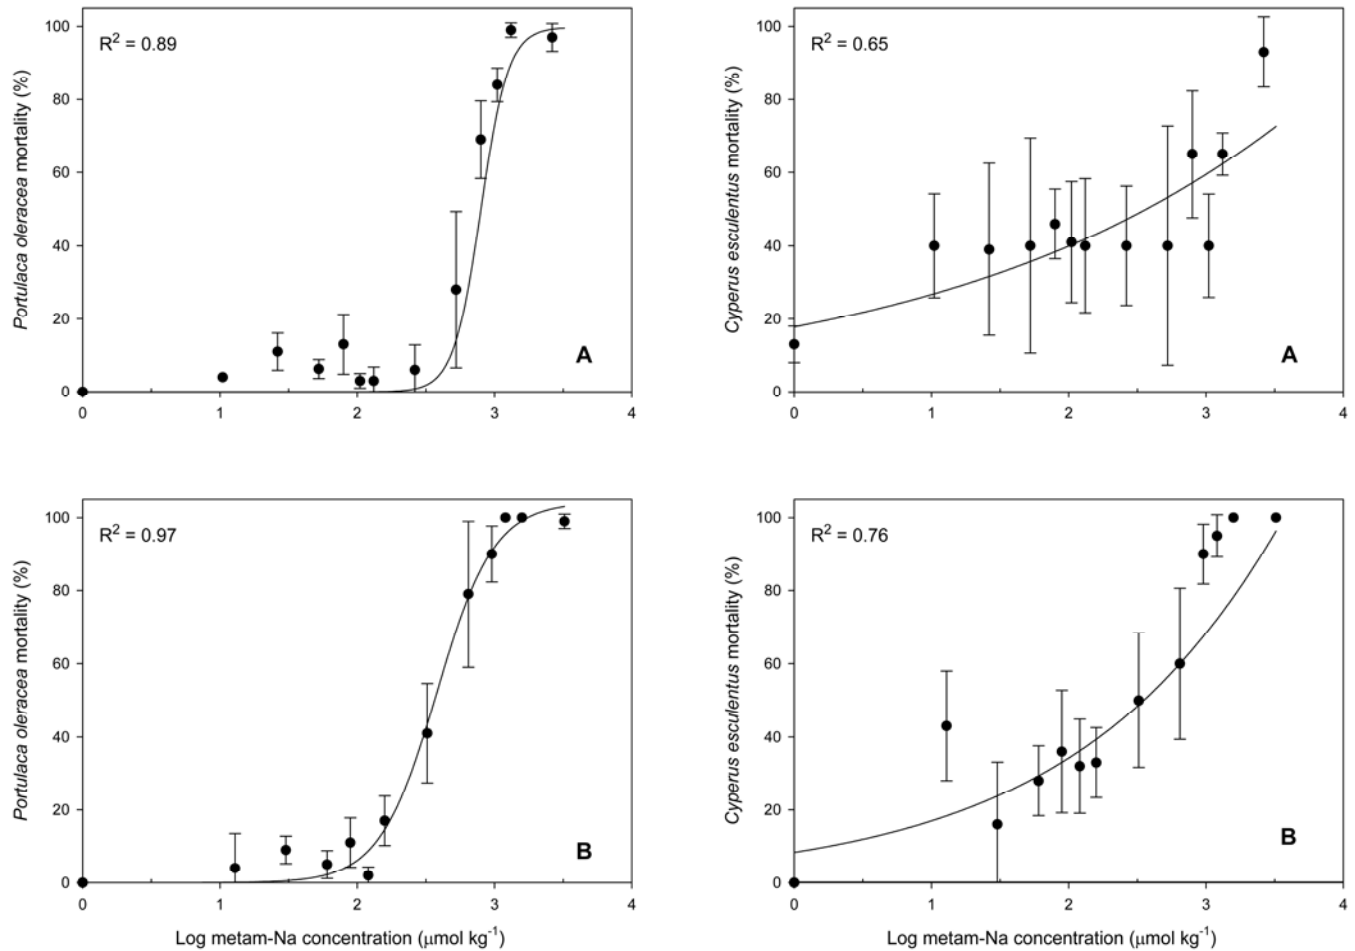 Portulaca oleracea mortality (%)
100
80
60
40
20
0
R² = 0.89
A
0 1 2 3 4
Cyperus esculentus mortality (%)
100
80
60
40
20
0
R² = 0.65
A
0 1 2 3 4
Portulaca oleracea mortality (%)
100
80
60
40
20
0
R² = 0.97
B
0 1 2 3 4
Log metam-Na concentration (μmol kg⁻¹)
Cyperus esculentus mortality (%)
100
80
60
40
20
0
R² = 0.76
B
0 1 2 3 4
Log metam-Na concentration (μmol kg⁻¹)